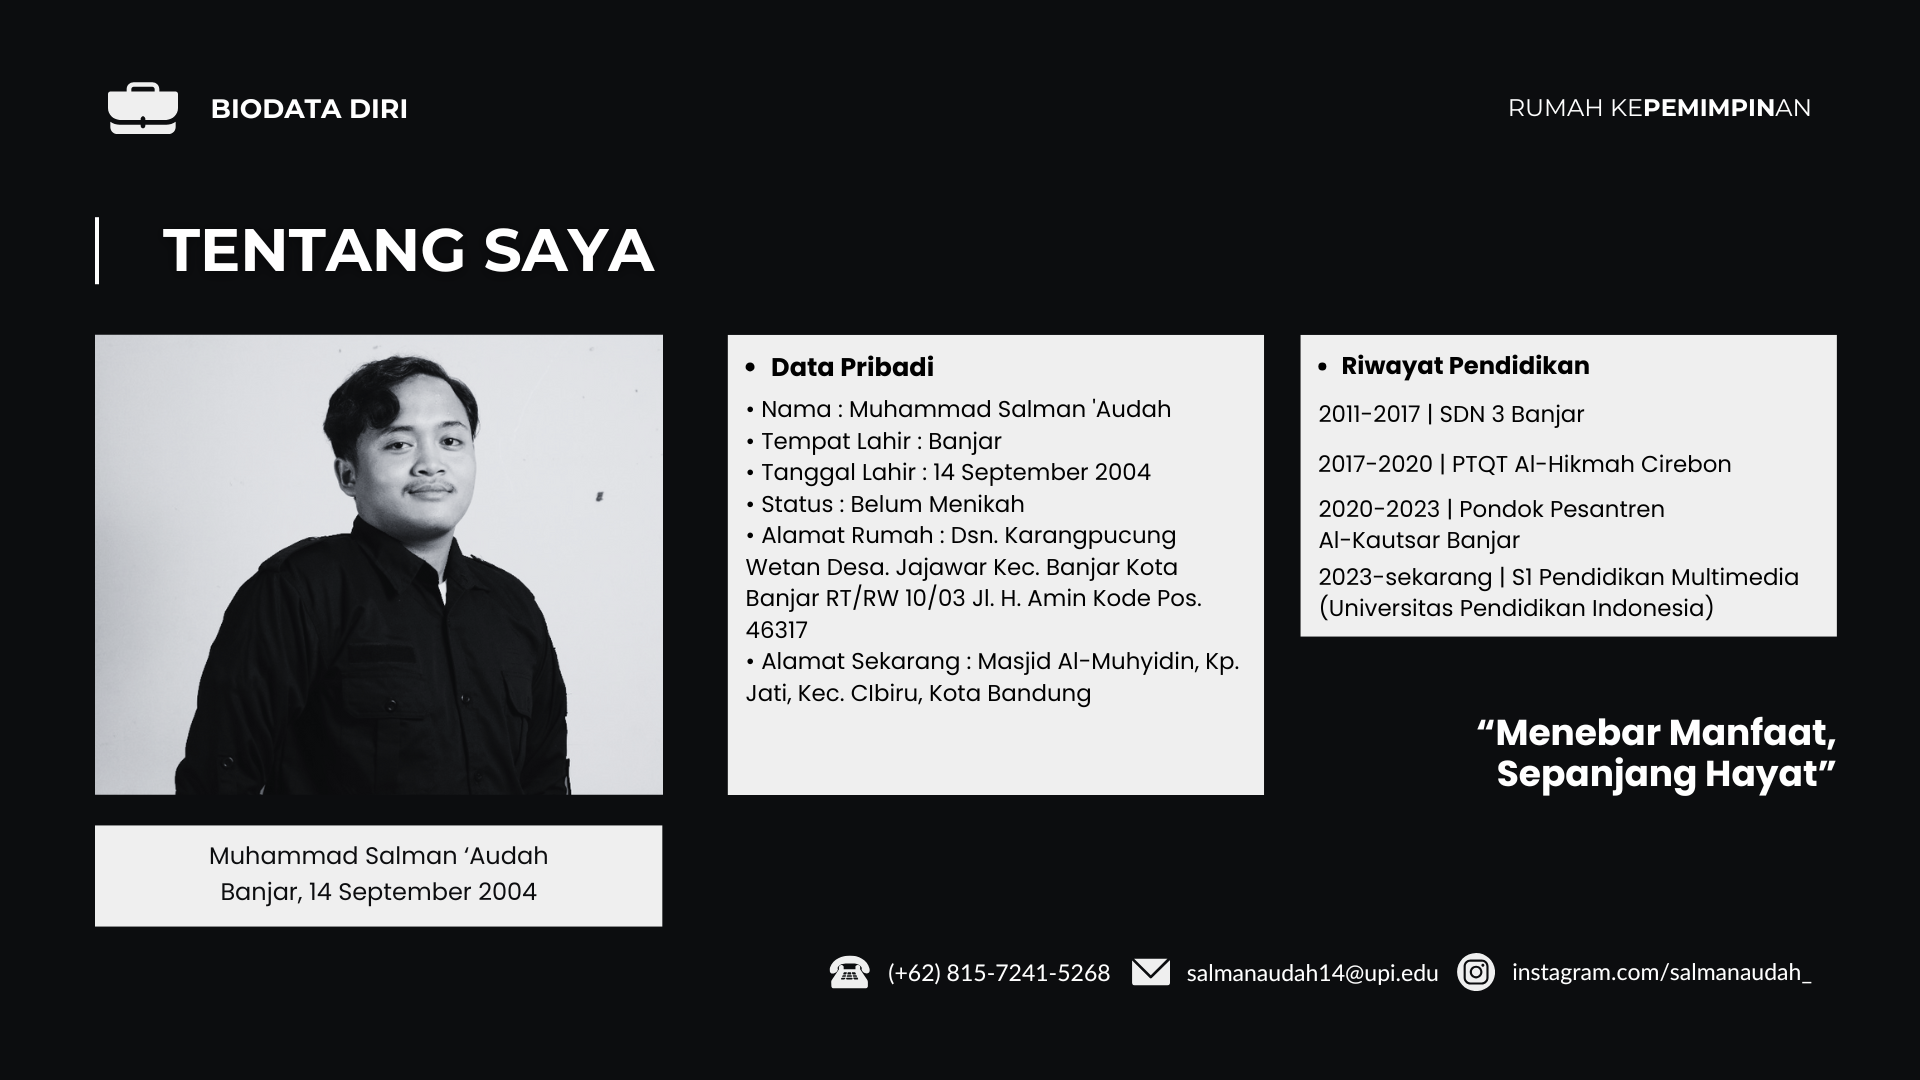 BIODATA DIRI
RUMAH KEPEMIMPINAN
TENTANG SAYA
Muhammad Salman ‘Audah
Banjar, 14 September 2004
• Data Pribadi
• Nama : Muhammad Salman 'Audah
• Tempat Lahir : Banjar
• Tanggal Lahir : 14 September 2004
• Status : Belum Menikah
• Alamat Rumah : Dsn. Karangpucung
Wetan Desa. Jajawar Kec. Banjar Kota
Banjar RT/RW 10/03 Jl. H. Amin Kode Pos.
46317
• Alamat Sekarang : Masjid Al-Muhyidin, Kp.
Jati, Kec. CIbiru, Kota Bandung
• Riwayat Pendidikan
2011-2017 | SDN 3 Banjar
2017-2020 | PTQT Al-Hikmah Cirebon
2020-2023 | Pondok Pesantren
Al-Kautsar Banjar
2023-sekarang | S1 Pendidikan Multimedia
(Universitas Pendidikan Indonesia)
“Menebar Manfaat,
Sepanjang Hayat”
(+62) 815-7241-5268
salmanaudah14@upi.edu
instagram.com/salmanaudah_